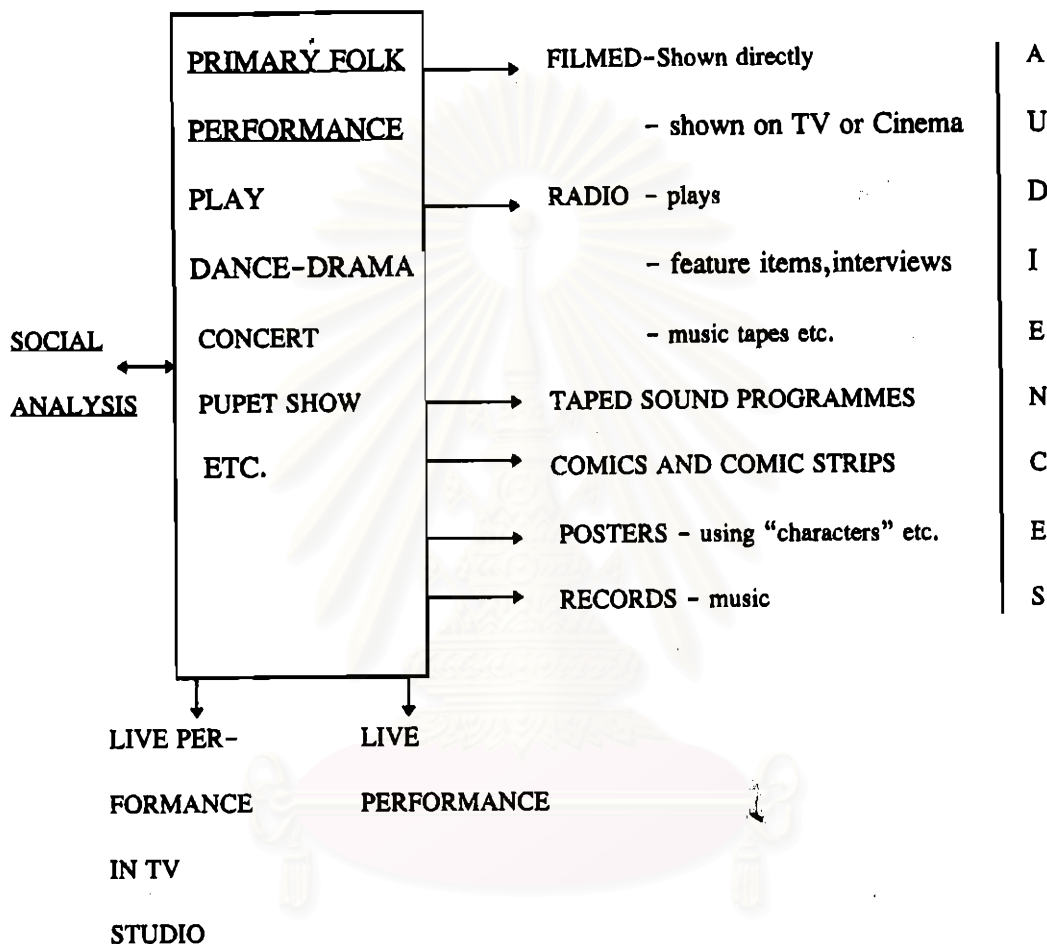 PRIMARY FOLK
PERFORMANCE
PLAY
DANCE-DRAMA
CONCERT
PUPET SHOW
ETC.
SOCIAL
ANALYSIS
FILMED-Shown directly
- shown on TV or Cinema
RADIO - plays
- feature items,interviews
- music tapes etc.
TAPED SOUND PROGRAMMES
COMICS AND COMIC STRIPS
POSTERS - using “characters” etc.
RECORDS - music
A
U
D
I
E
N
C
E
S
LIVE PER-
FORMANCE
IN TV
STUDIO
LIVE
PERFORMANCE